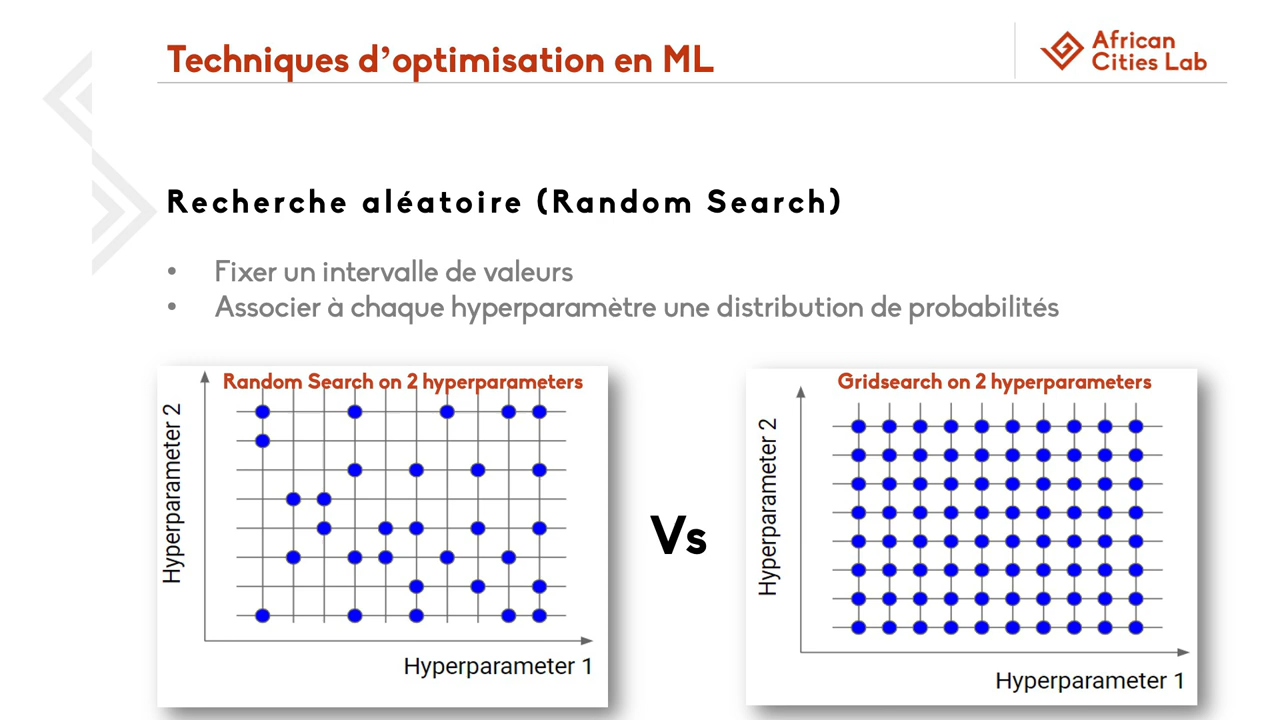 Techniques d’optimisation en ML
African
Cities Lab
Recherche aléatoire (Random Search)
• Fixer un intervalle de valeurs
• Associer à chaque hyperparamètre une distribution de probabilités
Random Search on 2 hyperparameters
Hyperparameter 2
Hyperparameter 1
Vs
Gridsearch on 2 hyperparameters
Hyperparameter 2
Hyperparameter 1